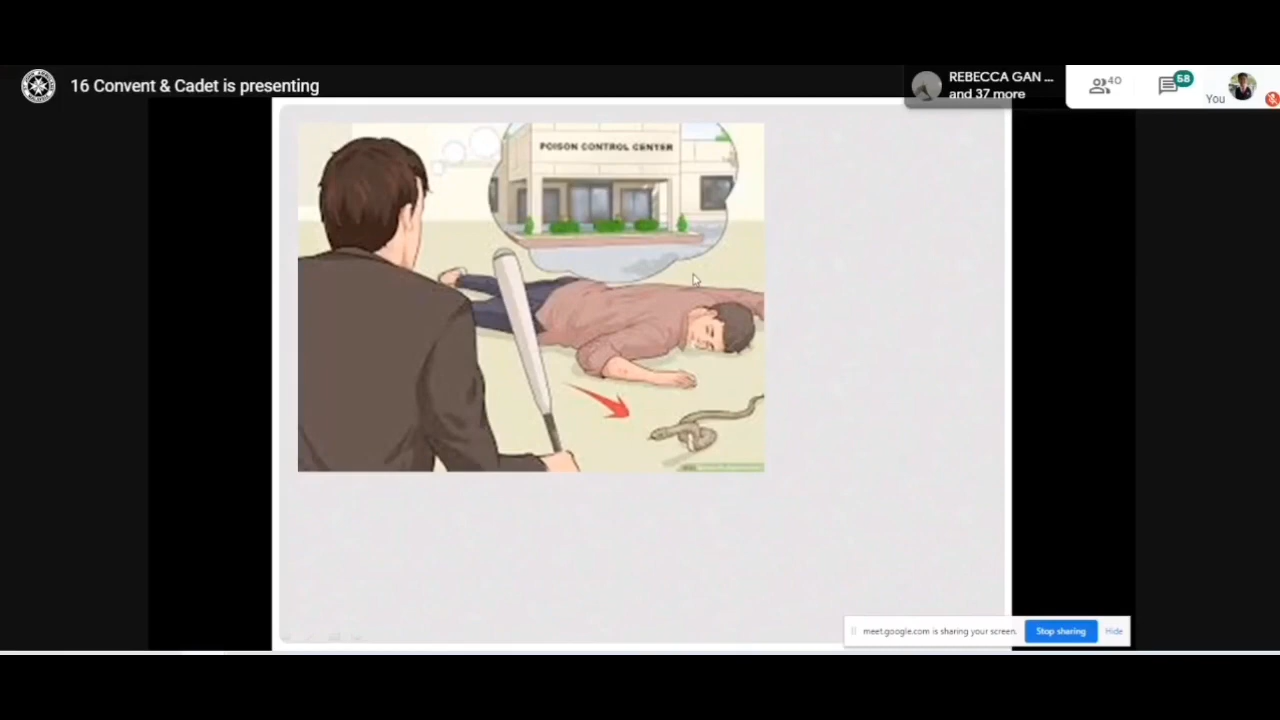 16 Convent & Cadet is presenting
REBECCA GAN ...
and 37 more
40
58
You
POISON CONTROL CENTER
meet.google.com is sharing your screen.
Stop sharing
Hide